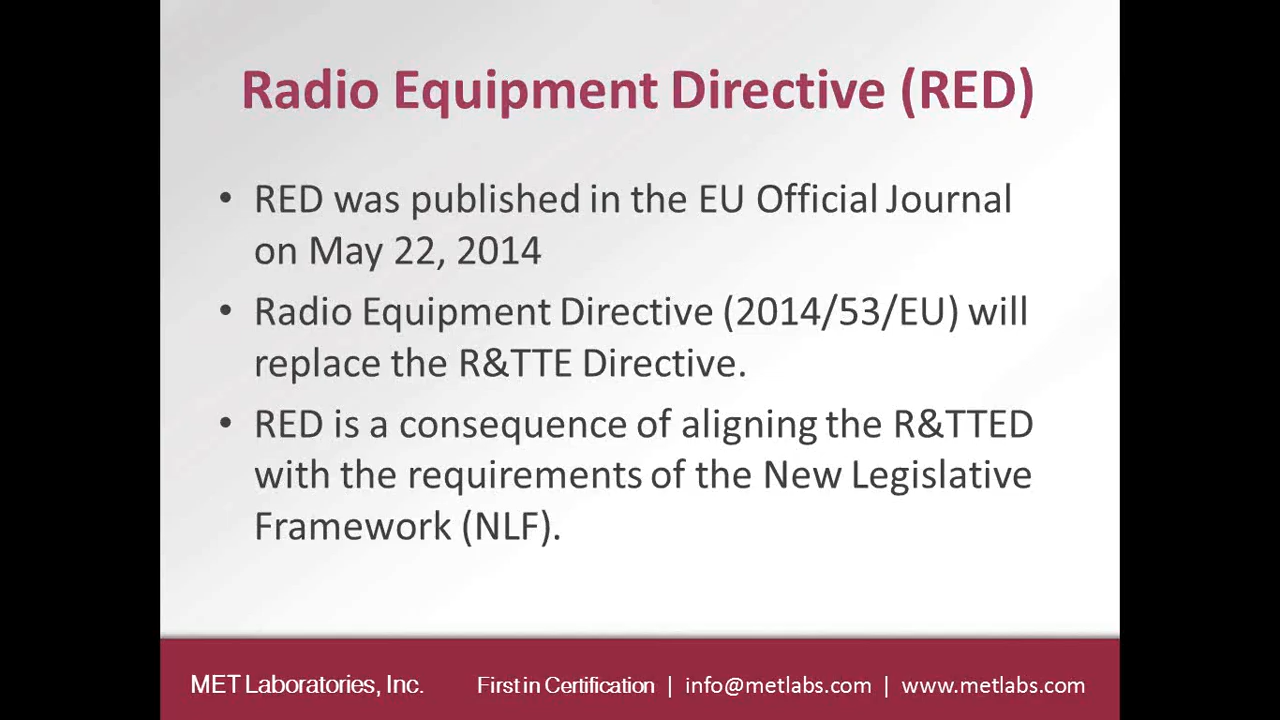 Radio Equipment Directive (RED)
• RED was published in the EU Official Journal
on May 22, 2014
• Radio Equipment Directive (2014/53/EU) will
replace the R&TTE Directive.
• RED is a consequence of aligning the R&TTED
with the requirements of the New Legislative
Framework (NLF).
MET Laboratories, Inc. First in Certification | info@metlabs.com | www.metlabs.com